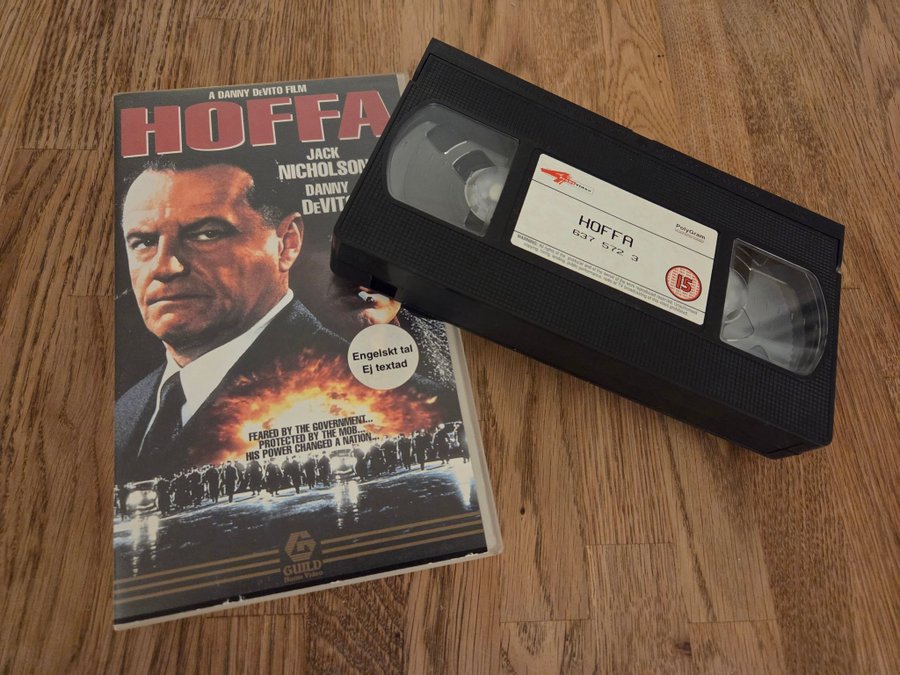 A DANNY DeVITO FILM
HOFFA
JACK
NICHOLSON
DANNY
DeVITO
Engelskt tal
Ej textad
FEARED BY THE GOVERNMENT...
PROTECTED BY THE MOB...
HIS POWER CHANGED A NATION...
GUILD
Home Video
HOFFA
637 572 3
PolyGram
15